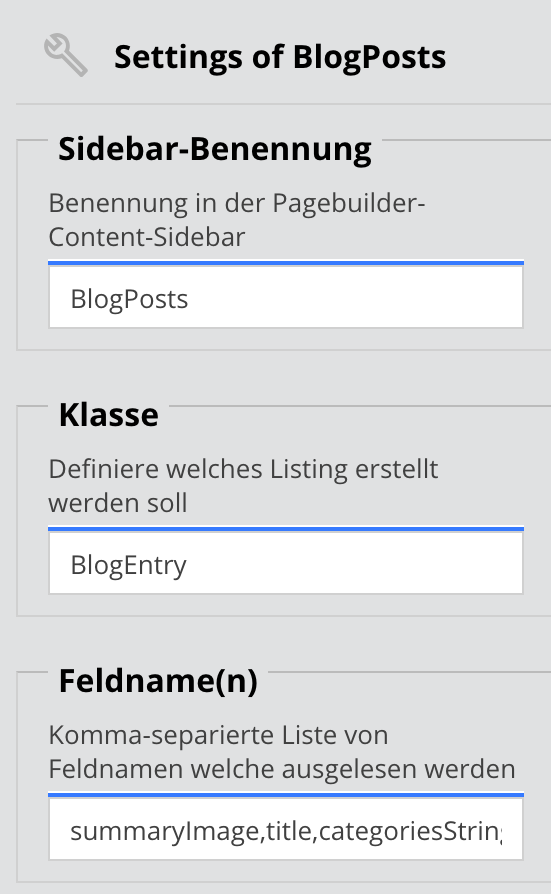 Settings of BlogPosts
Sidebar-Benennung
Benennung in der Pagebuilder-
Content-Sidebar
BlogPosts
Klasse
Definiere welches Listing erstellt
werden soll
BlogEntry
Feldname(n)
Komma-separierte Liste von
Feldnamen welche ausgelesen werden
summaryImage,title,categoriesString